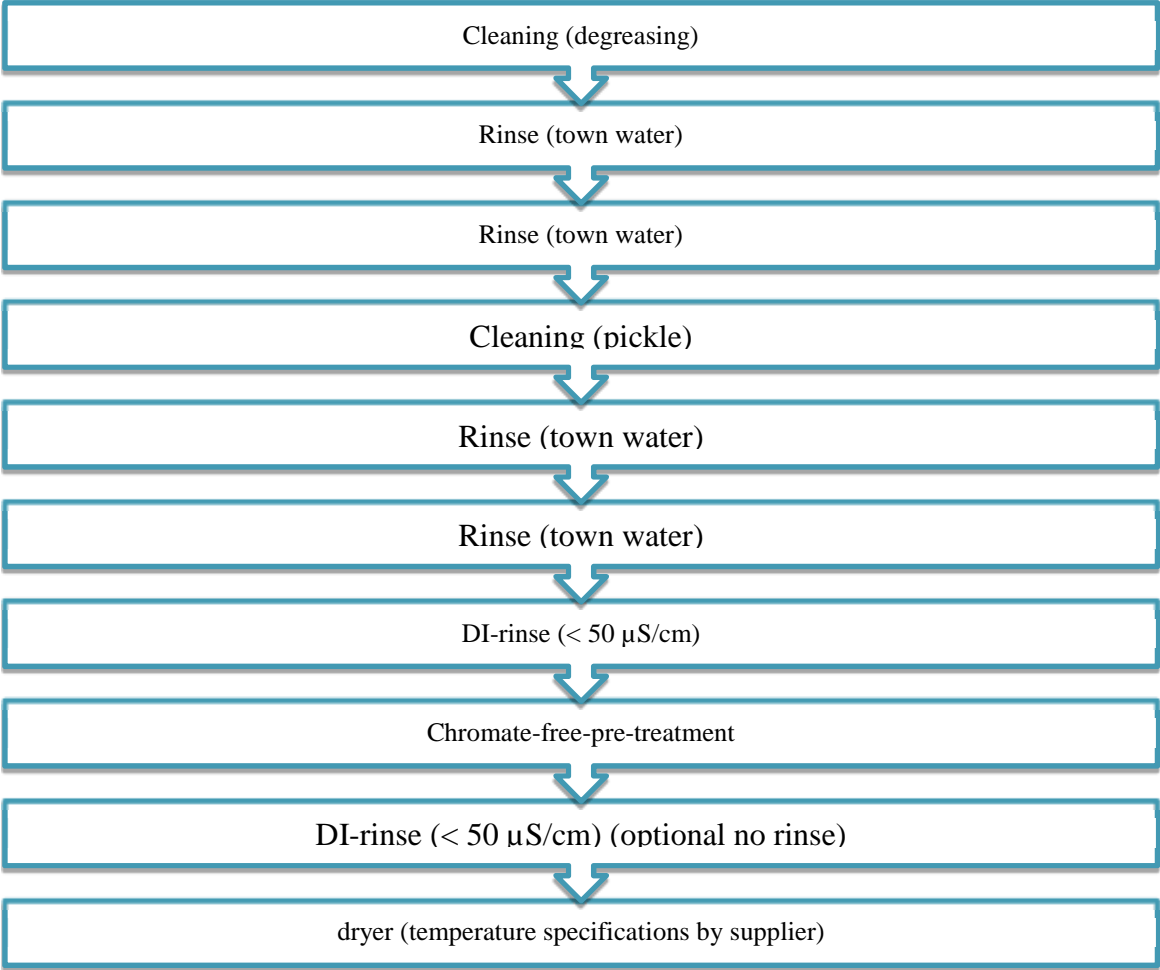 Cleaning (degreasing)
Rinse (town water)
Rinse (town water)
Cleaning (pickle)
Rinse (town water)
Rinse (town water)
DI-rinse (< 50 µS/cm)
Chromate-free-pre-treatment
DI-rinse (< 50 µS/cm) (optional no rinse)
dryer (temperature specifications by supplier)